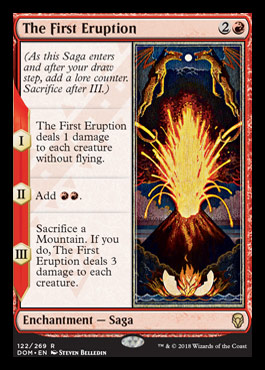 The First Eruption 2
(As this Saga enters
and after your draw
step, add a lore counter.
Sacrifice after III.)
I
The First Eruption
deals 1 damage
to each creature
without flying.
II
Add
III
Sacrifice a
Mountain. If you
do, The First
Eruption deals 3
damage to each
creature.
Enchantment — Saga
122/269 R
DOM • EN STEVEN BELLEDIN
™ & © 2018 Wizards of the Coast